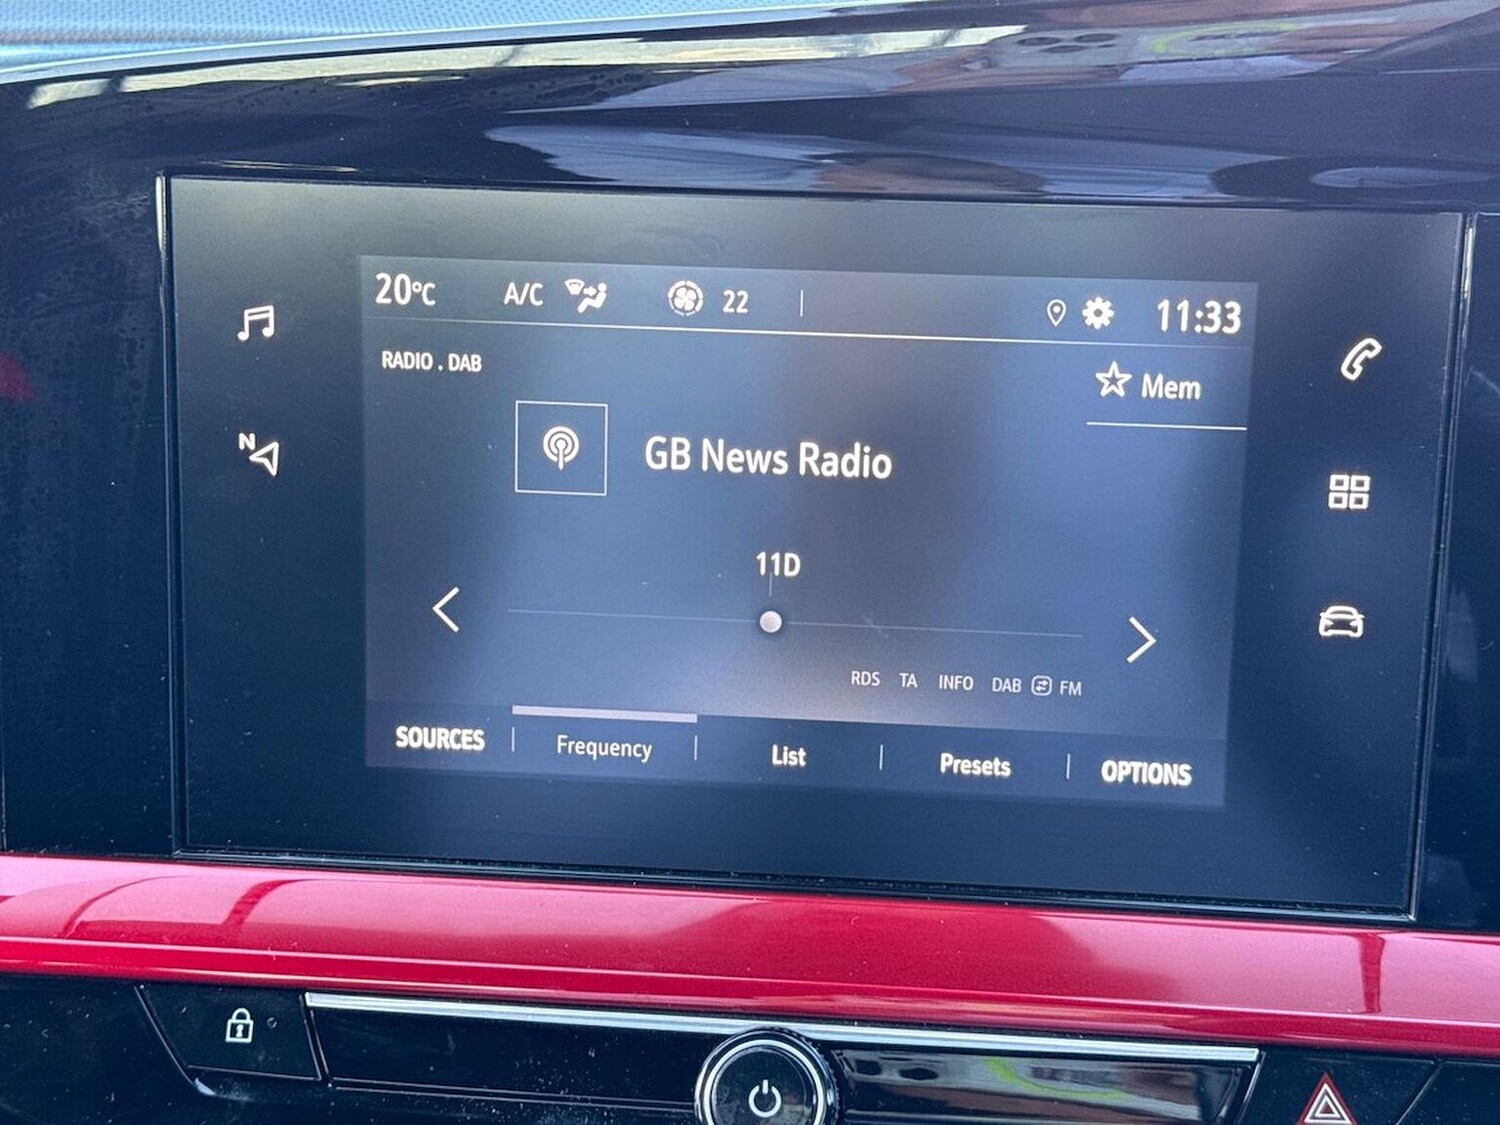 20°C A/C 22 11:33
RADIO . DAB
Mem
N
GB News Radio
11D
RDS TA INFO DAB FM
SOURCES Frequency List Presets OPTIONS